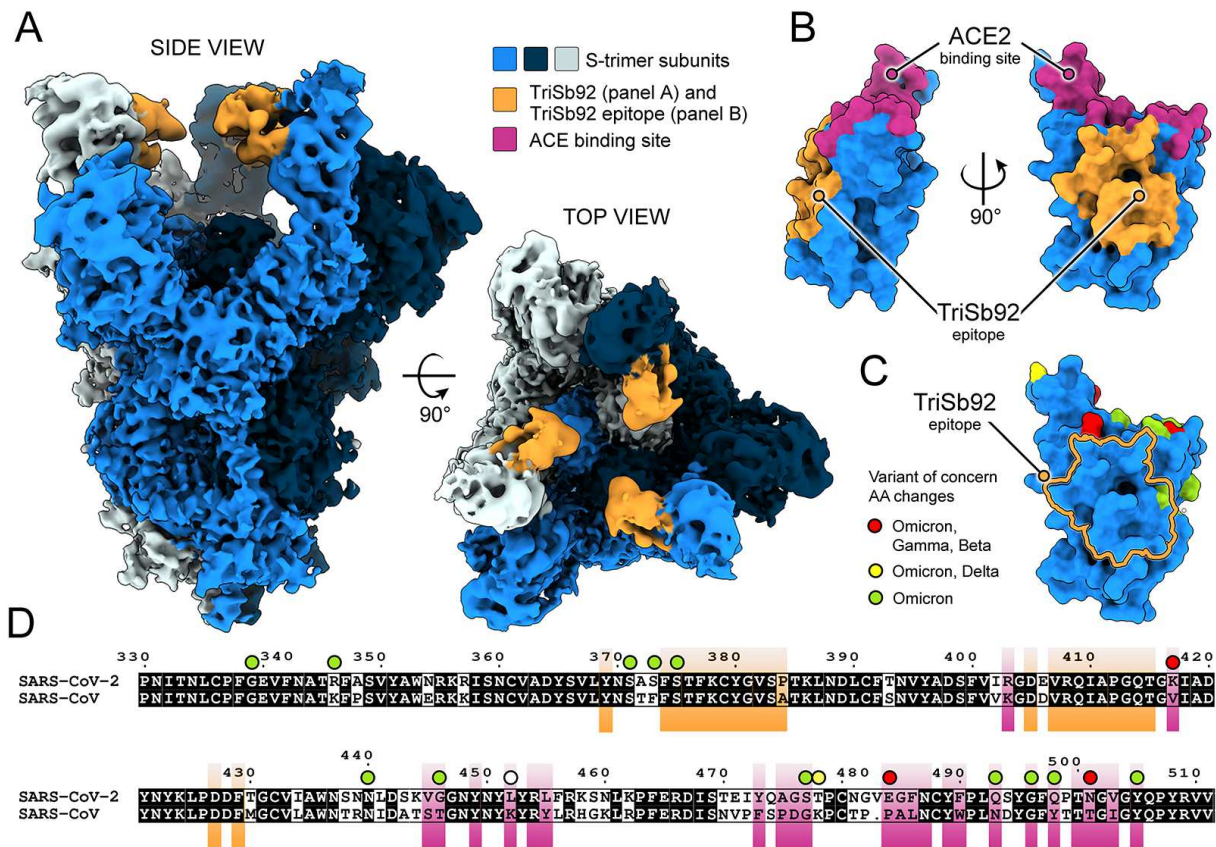 A
SIDE VIEW
S-trimer subunits
TriSb92 (panel A) and
TriSb92 epitope (panel B)
ACE binding site
TOP VIEW
90°
B
ACE2
binding site
90°
TriSb92
epitope
C
TriSb92
epitope
Variant of concern
AA changes
Omicron,
Gamma, Beta
Omicron, Delta
Omicron
D
330 340 350 360 370 380 390 400 410 420
SARS-CoV-2 PNITNLCPFGEVFNATRFASVYAWNRKRISNCVADYSVLYNSASFSTFKCYGVSPTKLNDLCFTNVYADSFVIRGDEVRQIAPGQTGKIAD
SARS-CoV PNITNLCPFGEVFNATKFPSVYAWERKRISNCVADYSVLYNSTFFSTFKCYGVSATKLNDLCFSNVYADSFVVKGDEVRQIAPGQTGVIAD
430 440 450 460 470 480 490 500 510
SARS-CoV-2 YNYKLPDDFTGCVIAWNSNNLDSKVGGNYNYLYRLFRKSNLKPFERDISTEIYQAGSTPCNGVEGFNCYFPLQSYGFQPTNGVGYQPYRVV
SARS-CoV YNYKLPDDFMGCVLAWNTRNIDATSTGNYNYKYRYLRHGKLRPFERDISNVPFSPDGKPCTP.PALNCYWPLNDYGFYTTTGIGYQPYRVV